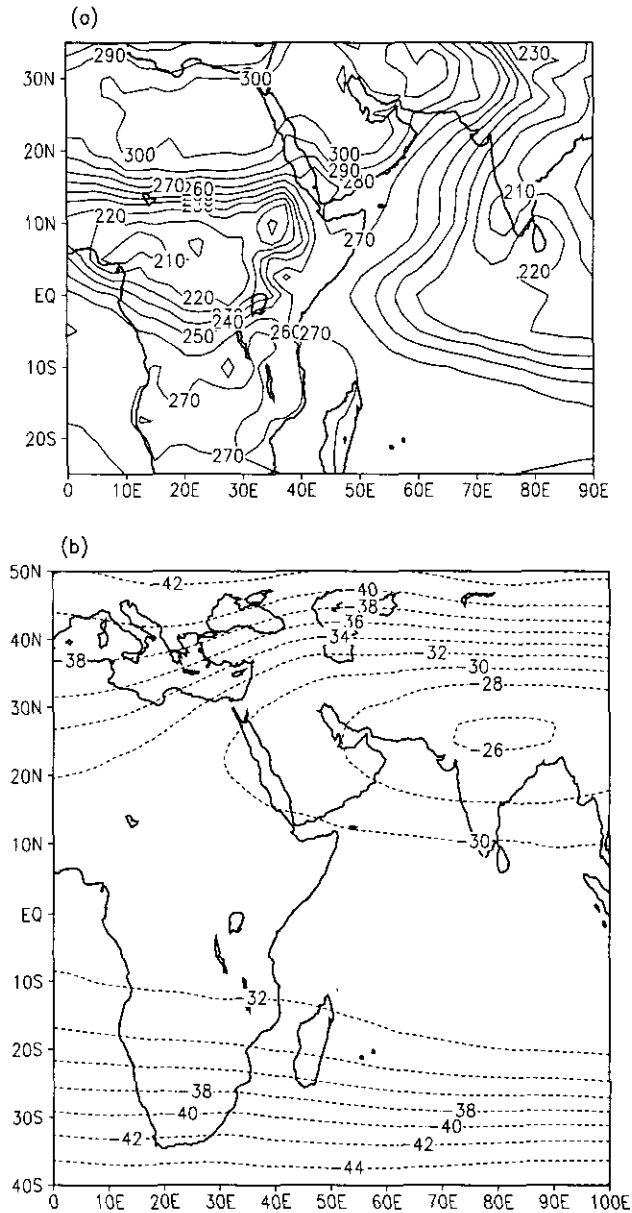 (a)
290
230
30N
300
300
20N
300
290
270
260
280
210
10N
220
270
210
220
EQ
220
240
250
260
270
10S
270
20S
270
0
10E
20E
30E
40E
50E
60E
70E
80E
90E
(b)
50N
-42
-40
-38
40N
-36
-34
-38
-32
-30
30N
-28
-26
20N
10N
-30
EQ
10S
-32
20S
-38
-38
30S
-40
-40
-42
-42
-44
40S
0
10E
20E
30E
40E
50E
60E
70E
80E
90E
100E